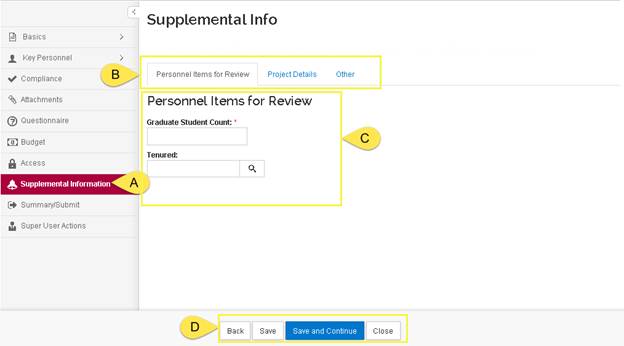 Supplemental Info
Basics
Key Personnel
Compliance
Attachments
Questionnaire
Budget
Access
Supplemental Information
Summary/Submit
Super User Actions
A
B
Personnel Items for Review Project Details Other
Personnel Items for Review
Graduate Student Count: *
Tenured:
C
D
Back Save Save and Continue Close